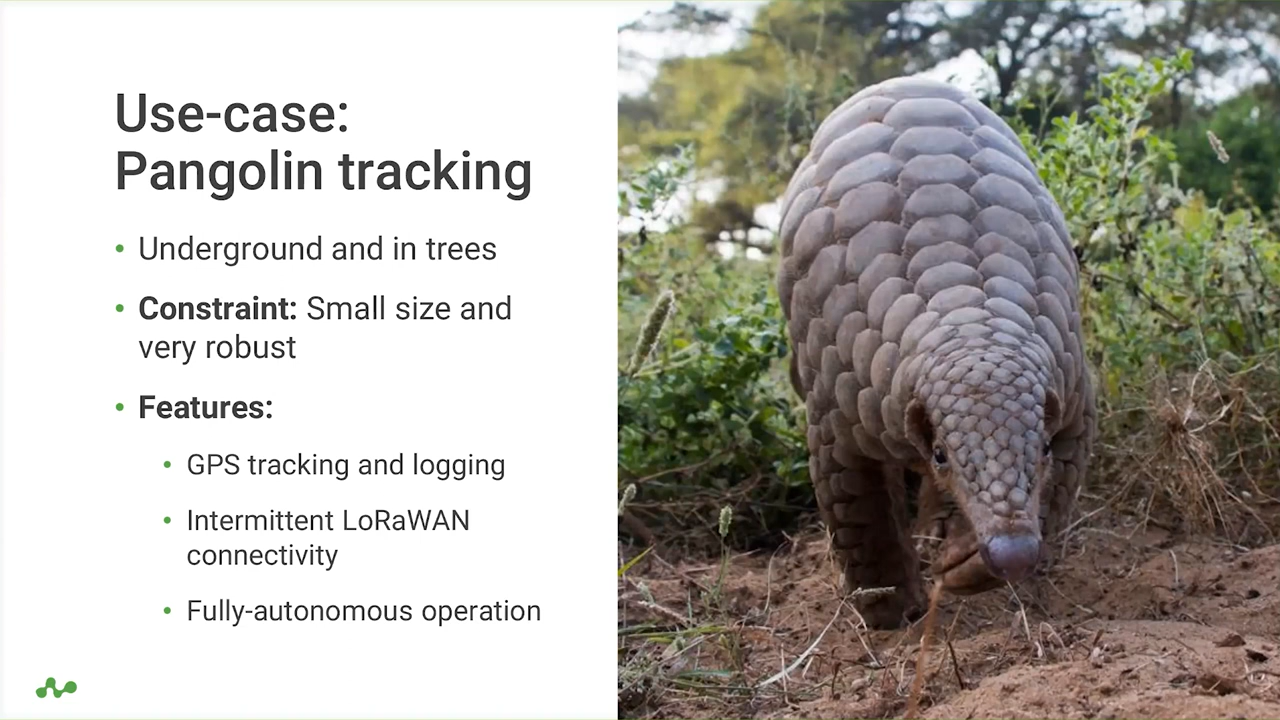 Use-case:
Pangolin tracking
• Underground and in trees
• Constraint: Small size and
very robust
• Features:
• GPS tracking and logging
• Intermittent LoRaWAN
connectivity
• Fully-autonomous operation